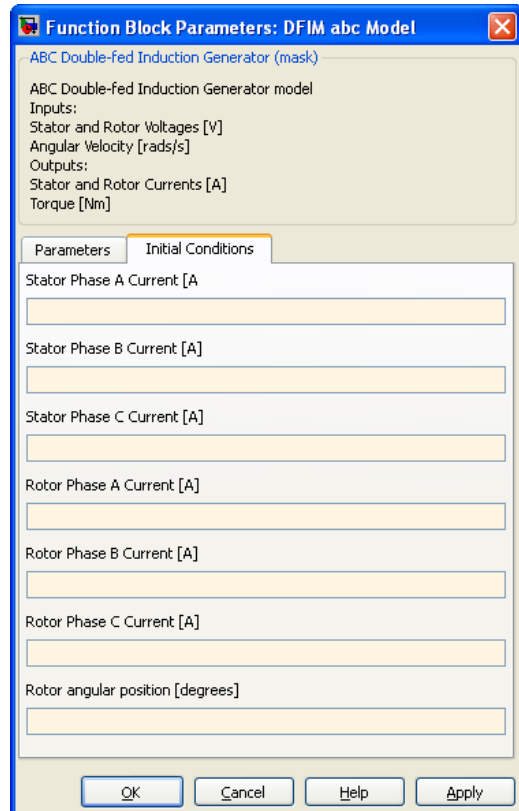 Function Block Parameters: DFIM abc Model
ABC Double-fed Induction Generator (mask)
ABC Double-fed Induction Generator model
Inputs:
Stator and Rotor Voltages [V]
Angular Velocity [rads/s]
Outputs:
Stator and Rotor Currents [A]
Torque [Nm]
Parameters
Initial Conditions
Stator Phase A Current [A
Stator Phase B Current [A]
Stator Phase C Current [A]
Rotor Phase A Current [A]
Rotor Phase B Current [A]
Rotor Phase C Current [A]
Rotor angular position [degrees]
OK
Cancel
Help
Apply